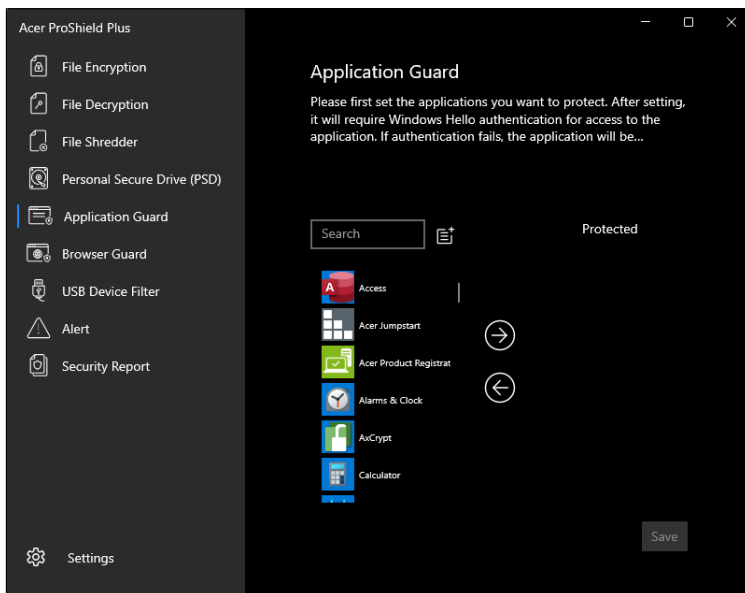 Acer ProShield Plus
File Encryption
File Decryption
File Shredder
Personal Secure Drive (PSD)
Application Guard
Browser Guard
USB Device Filter
Alert
Security Report
Settings
Application Guard
Please first set the applications you want to protect. After setting,
it will require Windows Hello authentication for access to the
application. If authentication fails, the application will be...
Search
Protected
A
Access
Acer Jumpstart
Acer Product Registrat
Alarms & Clock
AxCrypt
Calculator
Save